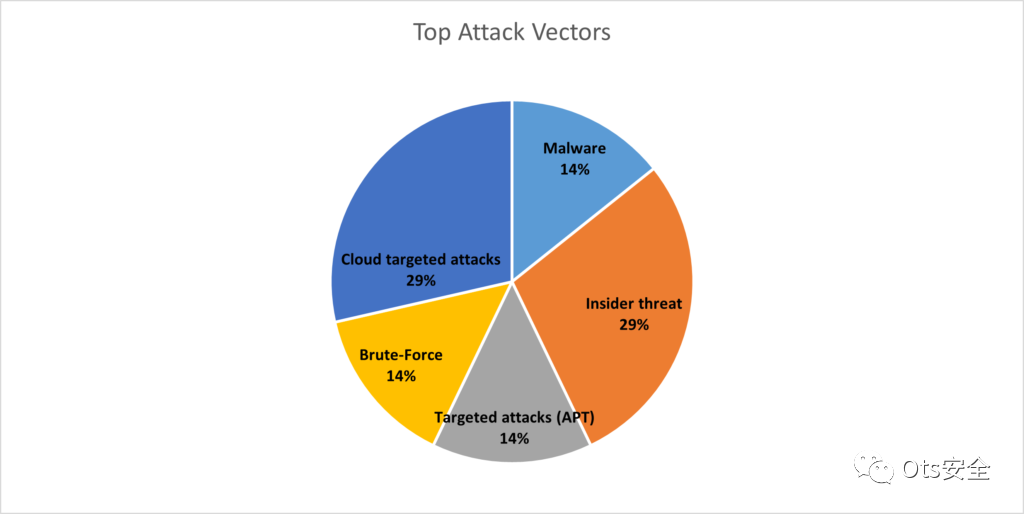 Top Attack Vectors
Malware
14%
Cloud targeted attacks
29%
Insider threat
29%
Brute-Force
14%
Targeted attacks (APT)
14%
Ots安全